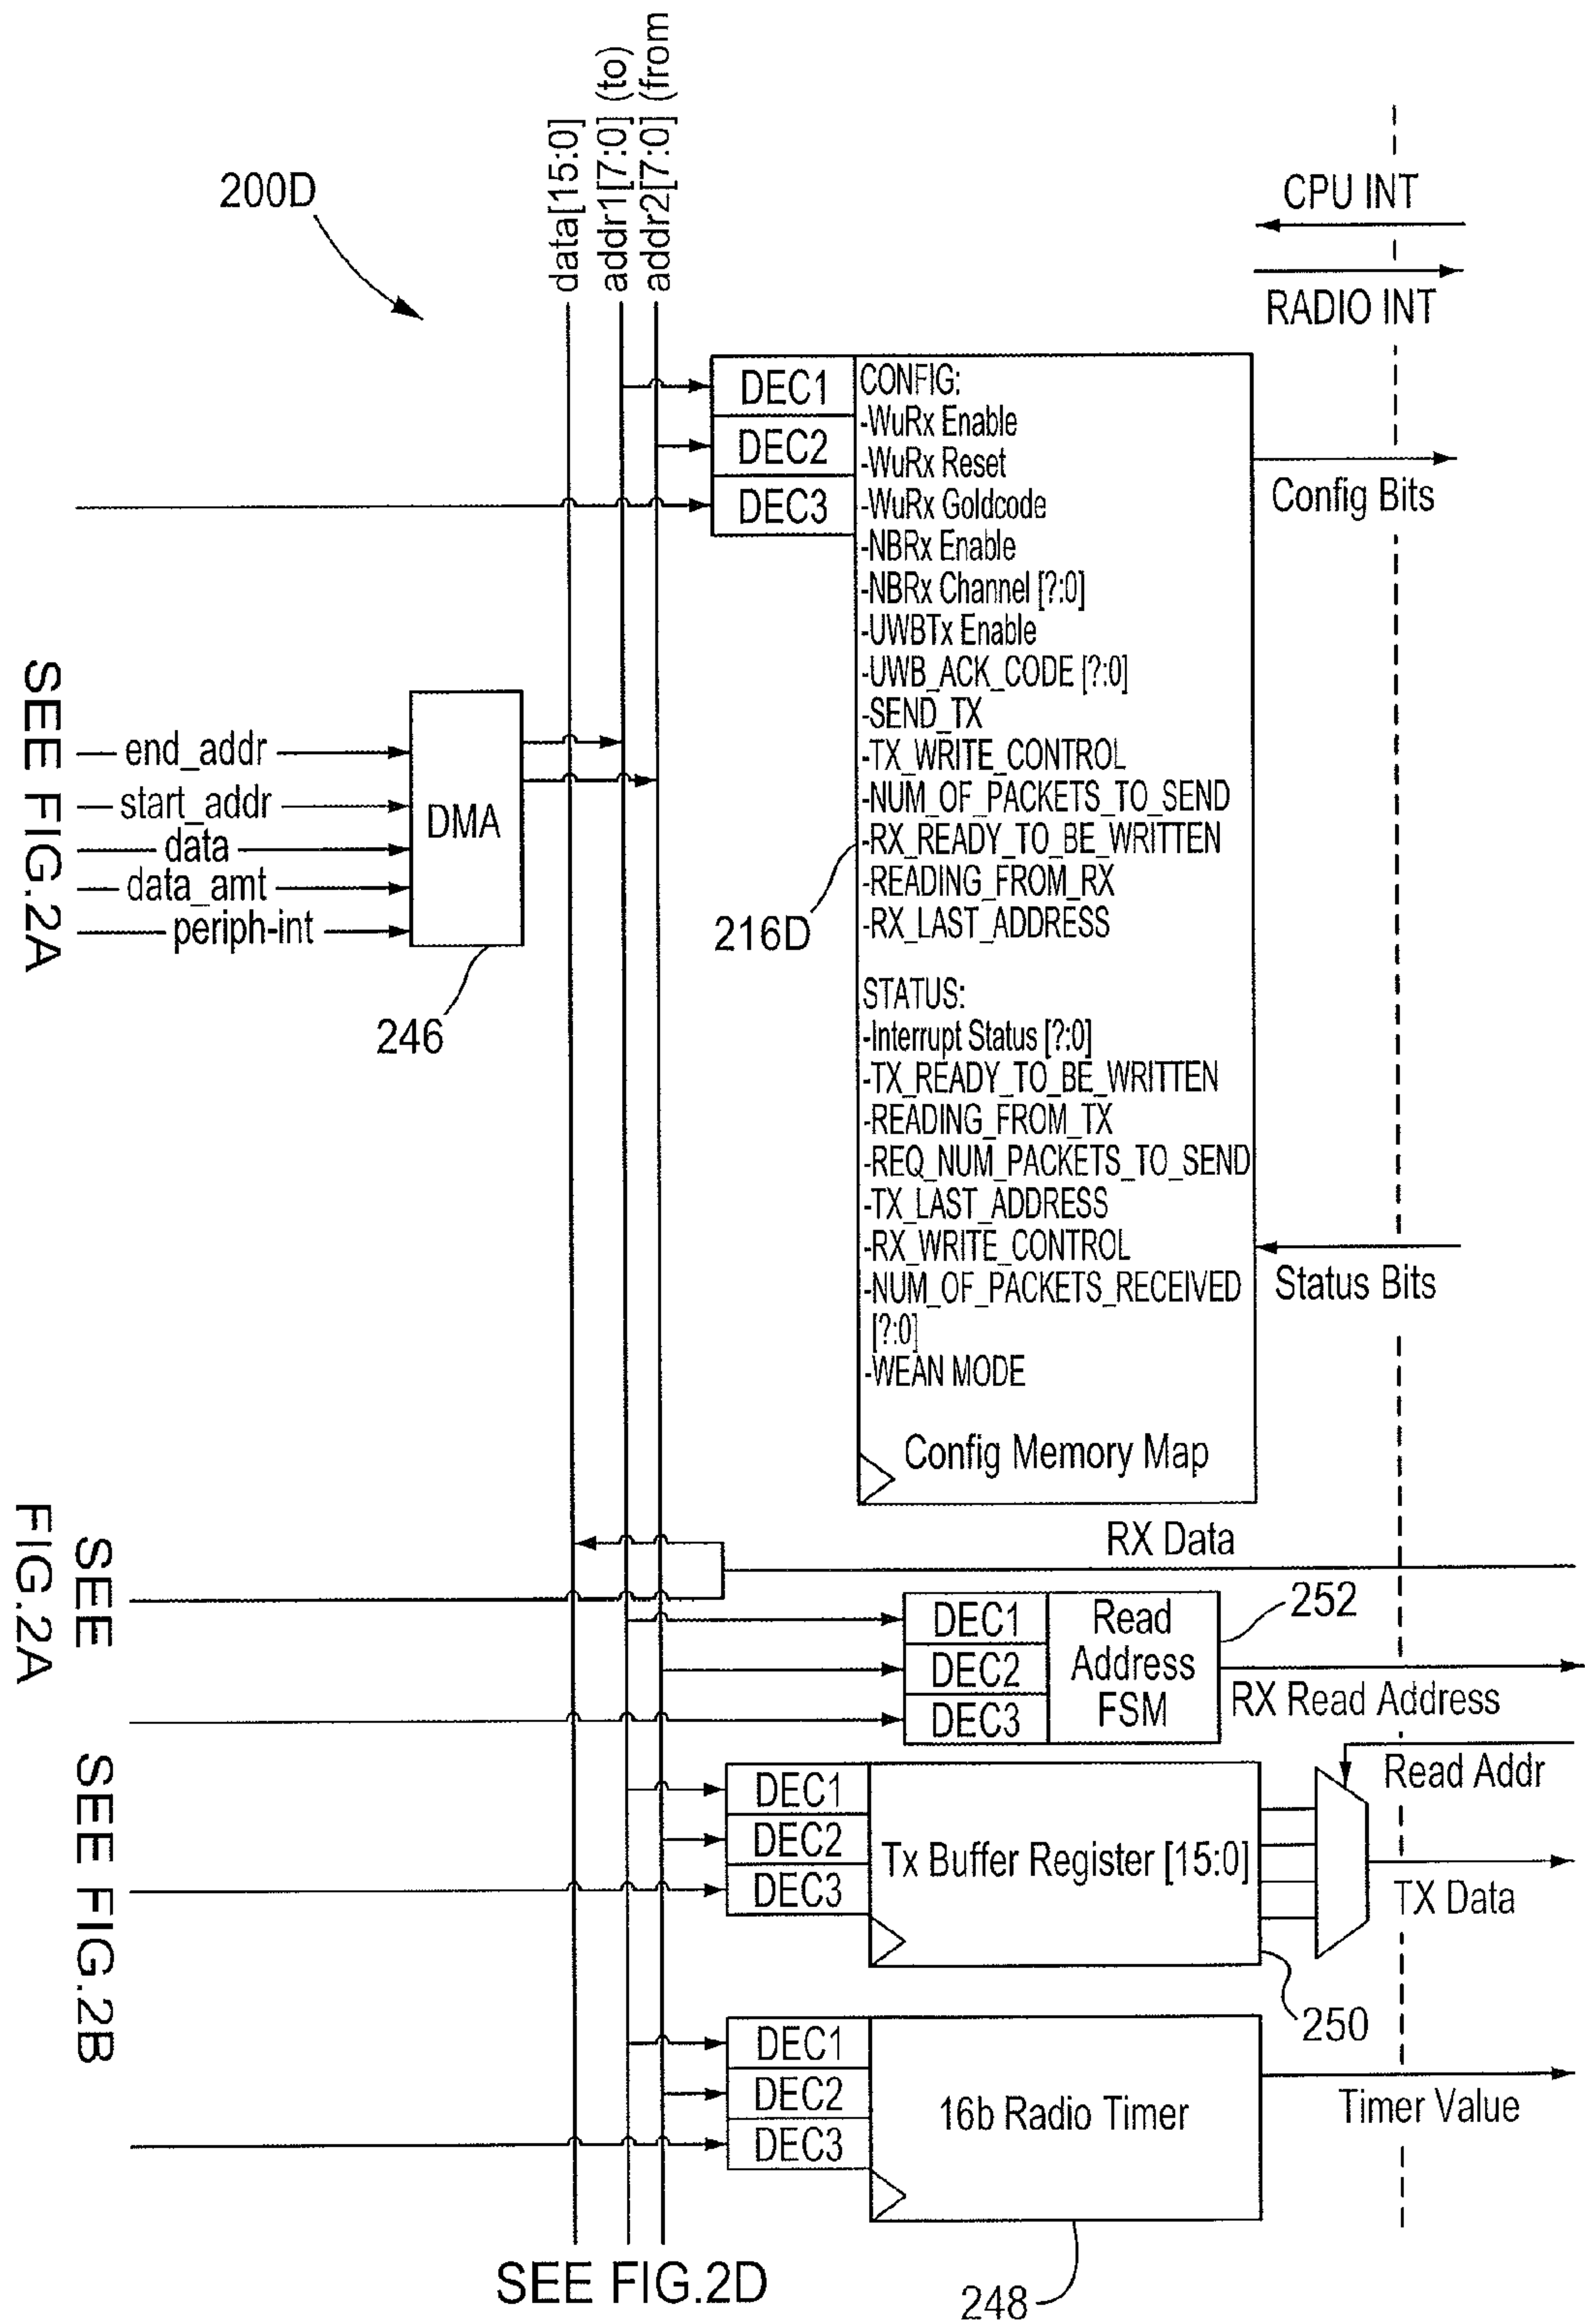 200D
data[15:0]
addr1[7:0] (to)
addr2[7:0] (from
CPU INT
RADIO INT
DEC1
DEC2
DEC3
CONFIG:
-WuRx Enable
-WuRx Reset
-WuRx Goldcode
-NBRx Enable
-NBRx Channel [?:0]
-UWBTx Enable
-UWB_ACK_CODE [?:0]
-SEND_TX
-TX_WRITE_CONTROL
-NUM_OF_PACKETS_TO_SEND
-RX_READY_TO_BE_WRITTEN
-READING_FROM_RX
-RX_LAST_ADDRESS
STATUS:
-Interrupt Status [?:0]
-TX_READY_TO_BE_WRITTEN
-READING_FROM_TX
-REQ_NUM_PACKETS_TO_SEND
-TX_LAST_ADDRESS
-RX_WRITE_CONTROL
-NUM_OF_PACKETS_RECEIVED
[?:0]
-WEAN MODE
Config Memory Map
216D
Config Bits
Status Bits
SEE FIG.2A
end_addr
start_addr
data
data_amt
periph-int
DMA
246
SEE
FIG.2A
RX Data
DEC1
DEC2
DEC3
Read
Address
FSM
252
RX Read Address
SEE FIG.2B
DEC1
DEC2
DEC3
Tx Buffer Register [15:0]
Read Addr
TX Data
250
DEC1
DEC2
DEC3
16b Radio Timer
Timer Value
248
SEE FIG.2D